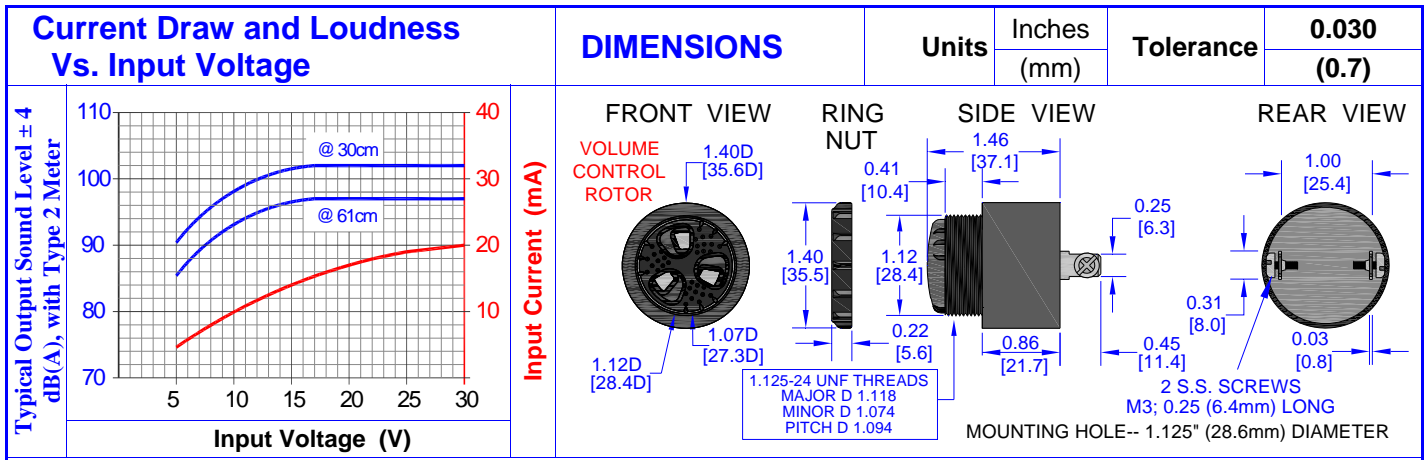 Current Draw and Loudness
Vs. Input Voltage
DIMENSIONS
Units
Inches
(mm)
Tolerance
0.030
(0.7)
Typical Output Sound Level ± 4
dB(A), with Type 2 Meter
110
100
90
80
70
@ 30cm
@ 61cm
40
30
20
10
Input Current (mA)
5 10 15 20 25 30
Input Voltage (V)
FRONT VIEW
VOLUME
CONTROL
ROTOR
1.40D
[35.6D]
1.07D
[27.3D]
1.12D
[28.4D]
RING
NUT
1.40
[35.5]
0.22
[5.6]
SIDE VIEW
1.46
[37.1]
0.41
[10.4]
1.12
[28.4]
0.25
[6.3]
0.86
[21.7]
0.45
[11.4]
1.125-24 UNF THREADS
MAJOR D 1.118
MINOR D 1.074
PITCH D 1.094
REAR VIEW
1.00
[25.4]
0.31
[8.0]
0.03
[0.8]
2 S.S. SCREWS
M3; 0.25 (6.4mm) LONG
MOUNTING HOLE-- 1.125" (28.6mm) DIAMETER